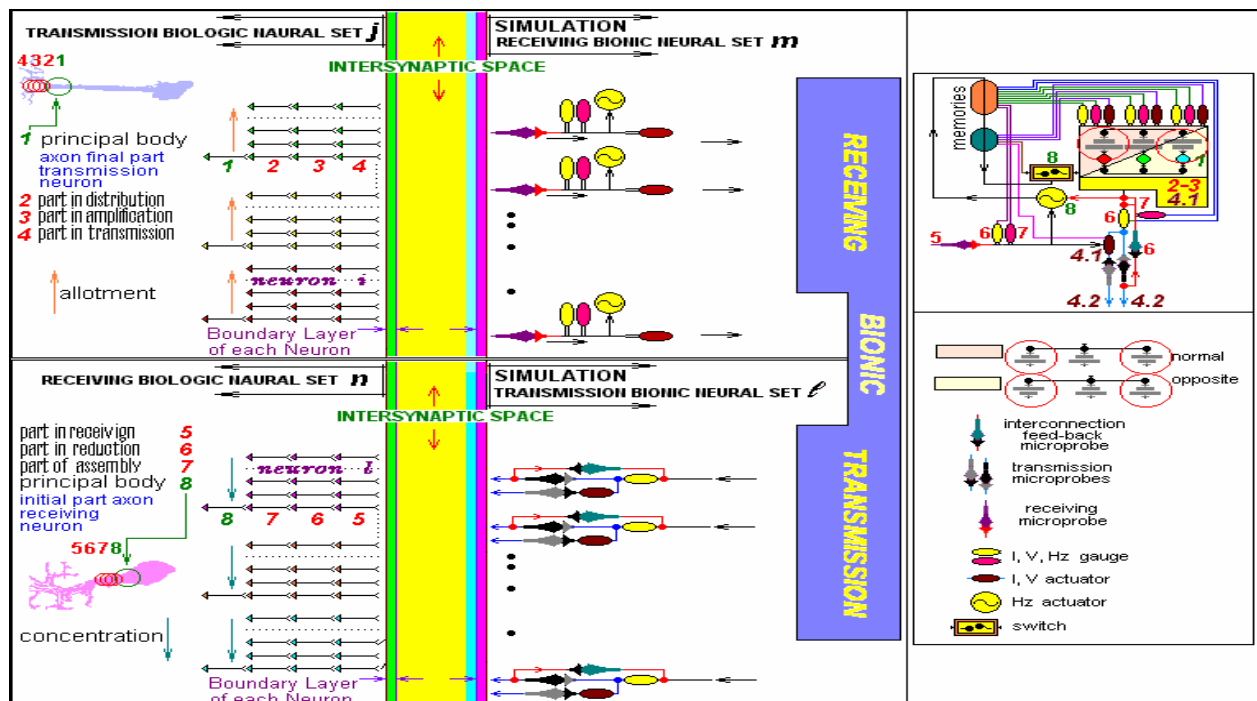 TRANSMISSION BIOLOGIC NAURAL SET j
SIMULATION
RECEIVING BIONIC NEURAL SET m
INTERSYNAPTIC SPACE
4321
1 principal body
axon final part
transmission
neuron
2 part in distribution
3 part in amplification
4 part in transmission
allotment
1 2 3 4
neuron i
Boundary Layer
of each Neuron
RECEIVING BIOLOGIC NAURAL SET n
SIMULATION
TRANSMISSION BIONIC NEURAL SET ℓ
INTERSYNAPTIC SPACE
part in receivign 5
part in reduction 6
part of assembly 7
principal body 8
initial part axon
receiving
neuron
5678
concentration
neuron l
8 7 6 5
Boundary Layer
of each Neuron
RECEIVING
BIONIC
TRANSMISSION
memories
8
1
2-3
4.1
7
8
6
5
6
7
4.1
6
4.2
4.2
normal
opposite
interconnection
feed-back
microprobe
transmission
microprobes
receiving
microprobe
I, V, Hz gauge
I, V actuator
Hz actuator
switch